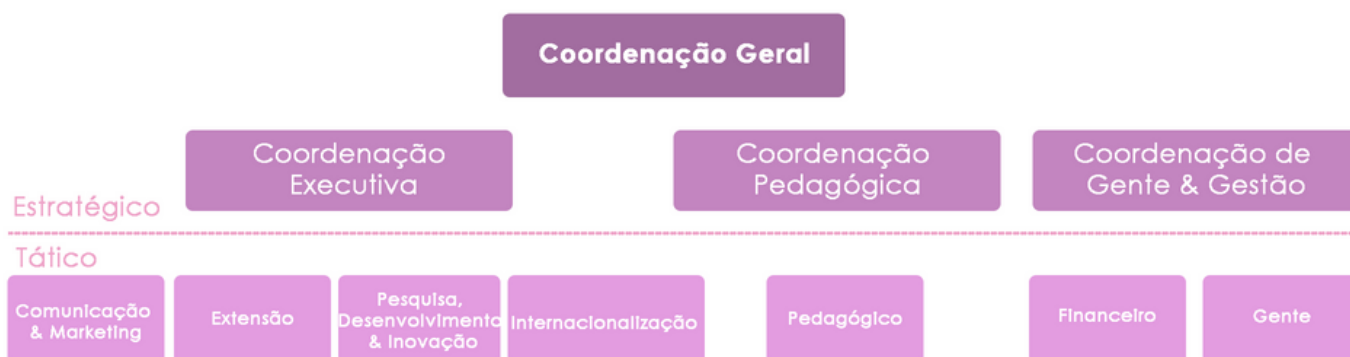 Coordenação Geral
Coordenação
Executiva
Coordenação
Pedagógica
Coordenação de
Gente & Gestão
Estratégico
Tático
Comunicação
& Marketing
Extensão
Pesquisa,
Desenvolvimento
& Inovação
Internacionalização
Pedagógico
Financeiro
Gente